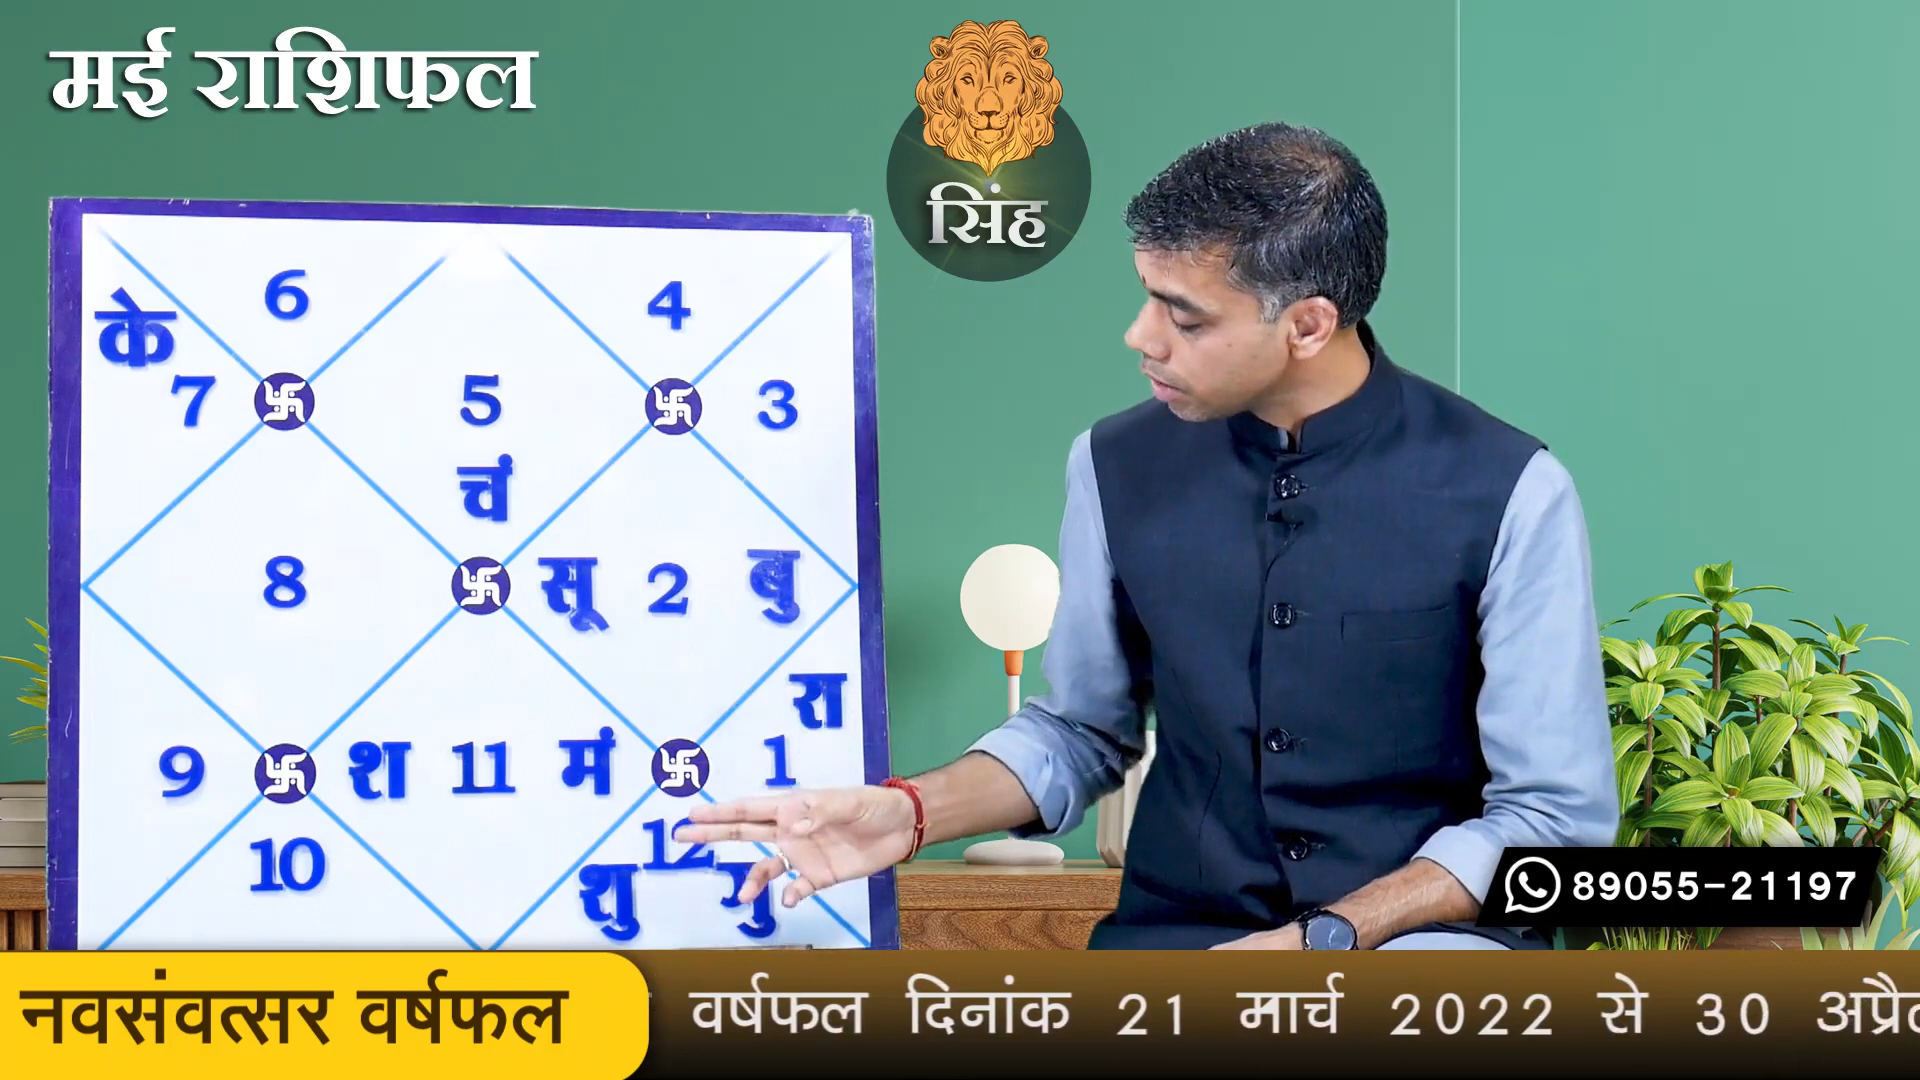 मई राशिफल
सिंह
6
4
के
7
5
3
चं
8
सू 2 बु
रा
9
श 11 मं
1
12
10
शु
गु
89055-21197
नवसंवत्सर वर्षफल
वर्षफल दिनांक 21 मार्च 2022 से 30